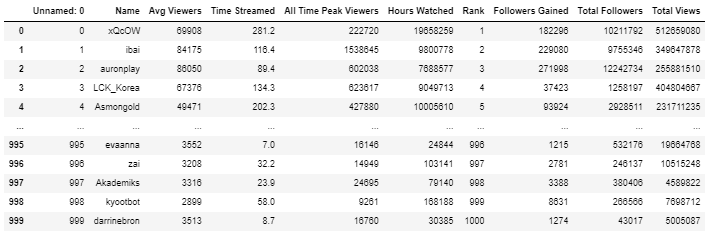 Unnamed: 0 Name Avg Viewers Time Streamed All Time Peak Viewers Hours Watched Rank Followers Gained Total Followers Total Views
0 0 xQcOW 69908 281.2 222720 19658259 1 182296 10211792 512659080
1 1 ibai 84175 116.4 1538645 9800778 2 229080 9755346 349647878
2 2 auronplay 86050 89.4 602038 7688577 3 271998 12242734 255881510
3 3 LCK_Korea 67376 134.3 623617 9049713 4 37423 1258197 404804667
4 4 Asmongold 49471 202.3 427880 10005610 5 93924 2928511 231711235
... ... ... ... ... ... ... ... ... ... ...
995 995 evaanna 3552 7.0 16146 24844 996 1215 532176 19664768
996 996 zai 3208 32.2 14949 103141 997 2781 246137 10515248
997 997 Akademiks 3316 23.9 24695 79140 998 3388 380406 4589822
998 998 kyootbot 2899 58.0 9261 168188 999 8631 266566 7698712
999 999 darrinebron 3513 8.7 16760 30385 1000 1274 43017 5005087